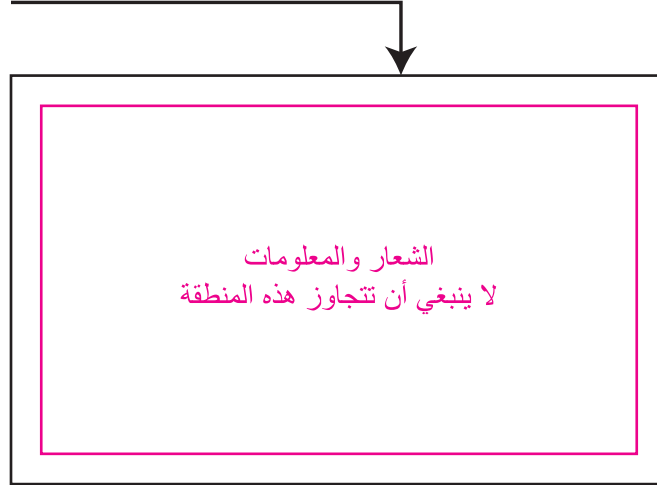 الشعار والمعلومات
لا ينبغي أن تتجاوز هذه المنطقة